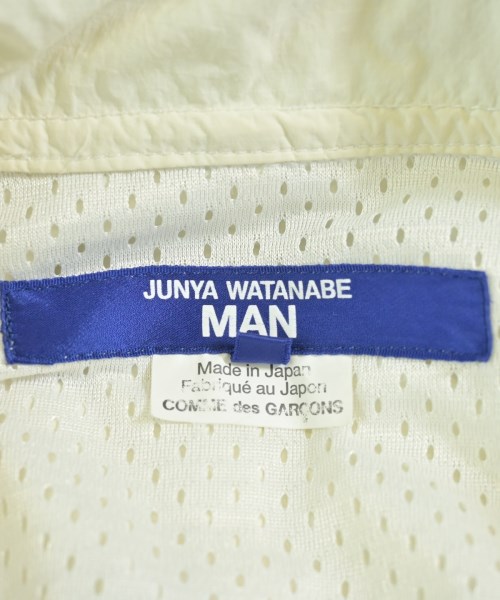 JUNYA WATANABE
MAN
Made in Japan
Fabriqué au Japon
COMME des GARÇONS